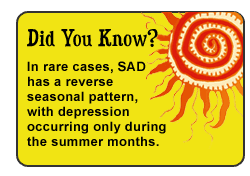 Did You Know?
In rare cases, SAD
has a reverse
seasonal pattern,
with depression
occurring only during
the summer months.